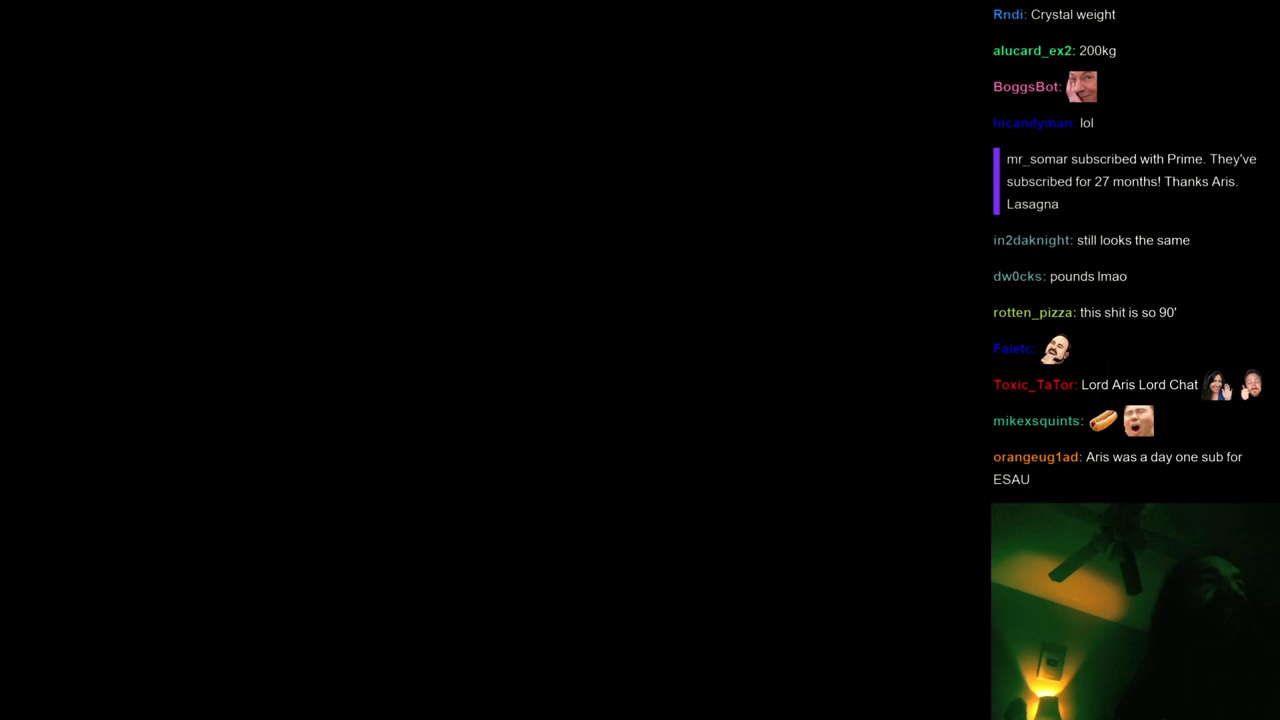 Rndi: Crystal weight
alucard_ex2: 200kg
BoggsBot:
hicandyman: lol
mr_somar subscribed with Prime. They've
subscribed for 27 months! Thanks Aris.
Lasagna
in2daknight: still looks the same
dw0cks: pounds lmao
rotten_pizza: this shit is so 90'
Faietc:
Toxic_TaTor: Lord Aris Lord Chat
mikexsquints:
orangeug1ad: Aris was a day one sub for
ESAU